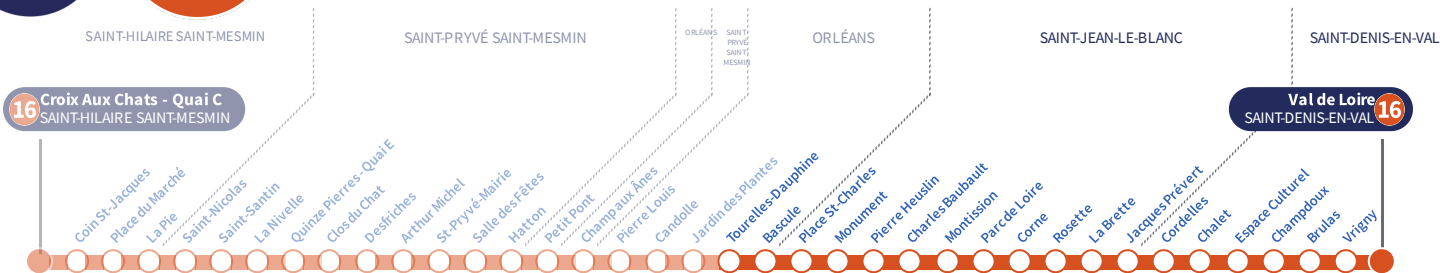 SAINT-HILAIRE SAINT-MESMIN
SAINT-PRYVÉ SAINT-MESMIN
ORLÉANS
SAINT-
PRYVÉ
SAINT-
MESMIN
ORLÉANS
SAINT-JEAN-LE-BLANC
SAINT-DENIS-EN-VAL
16
Croix Aux Chats - Quai C
SAINT-HILAIRE SAINT-MESMIN
Val de Loire
SAINT-DENIS-EN-VAL
16
Coin St-Jacques
Place du Marché
La Pie
Saint-Nicolas
Saint-Santin
La Nivelle
Quinze Pierres - Quai E
Clos du Chat
Desfriches
Arthur Michel
St-Pryvé-Mairie
Salle des Fêtes
Hatton
Petit Pont
Champ aux Ânes
Pierre Louis
Candolle
Jardin des Plantes
Tourelles-Dauphine
Bascule
Place St-Charles
Monument
Pierre Heuslin
Charles Baubault
Montission
Parc de Loire
Corne
Rosette
La Brette
Jacques Prévert
Cordelles
Chalet
Espace Culturel
Champdoux
Brulas
Vrigny